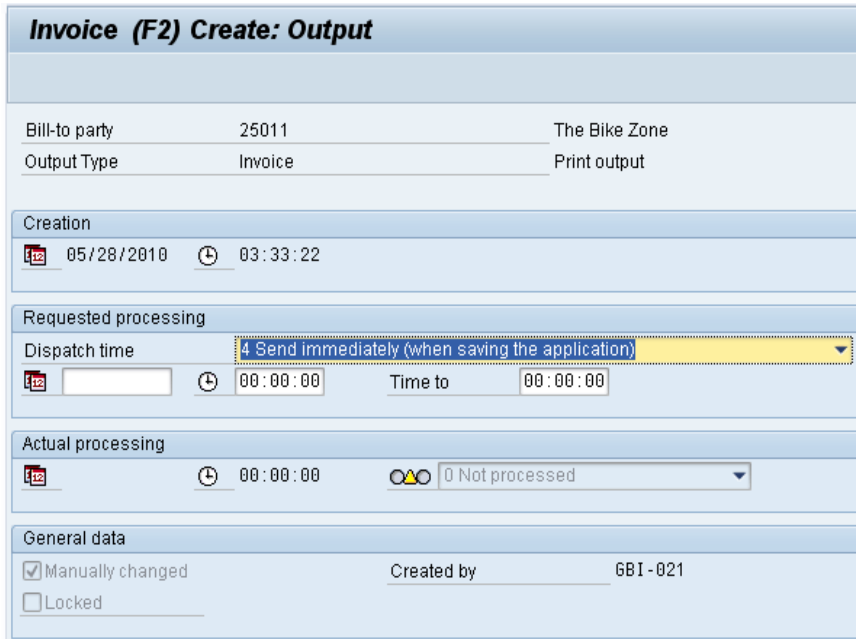 Invoice (F2) Create: Output
Bill-to party 25011 The Bike Zone
Output Type Invoice Print output
Creation
12 05/28/2010 03:33:22
Requested processing
Dispatch time 4 Send immediately (when saving the application)
12 00:00:00 Time to 00:00:00
Actual processing
12 00:00:00 0 Not processed
General data
Manually changed Created by GBI-021
Locked